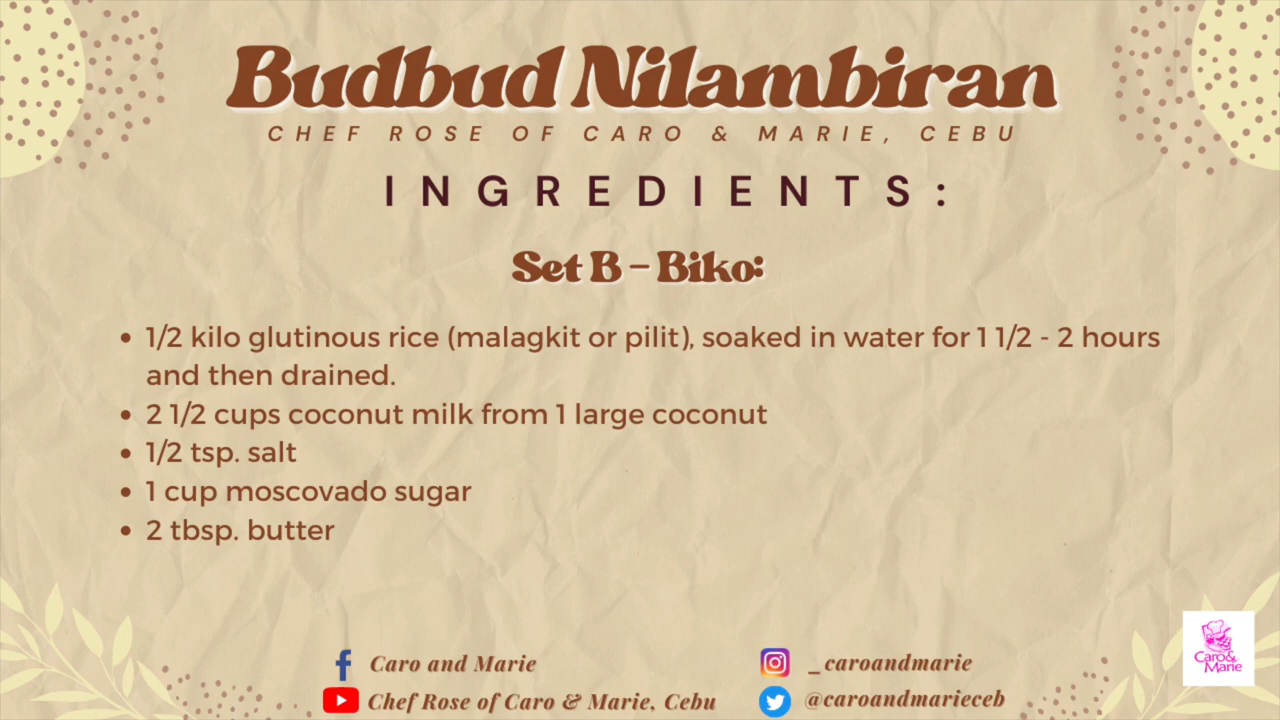 Budbud Nilambiran
CHEF ROSE OF CARO & MARIE, CEBU
INGREDIENTS:
Set B – Biko:
• 1/2 kilo glutinous rice (malagkit or pilit), soaked in water for 1 1/2 - 2 hours
and then drained.
• 2 1/2 cups coconut milk from 1 large coconut
• 1/2 tsp. salt
• 1 cup moscovado sugar
• 2 tbsp. butter
Caro and Marie
Chef Rose of Caro & Marie, Cebu
_caroandmarie
@caroandmarieceb
Caro&
Marie